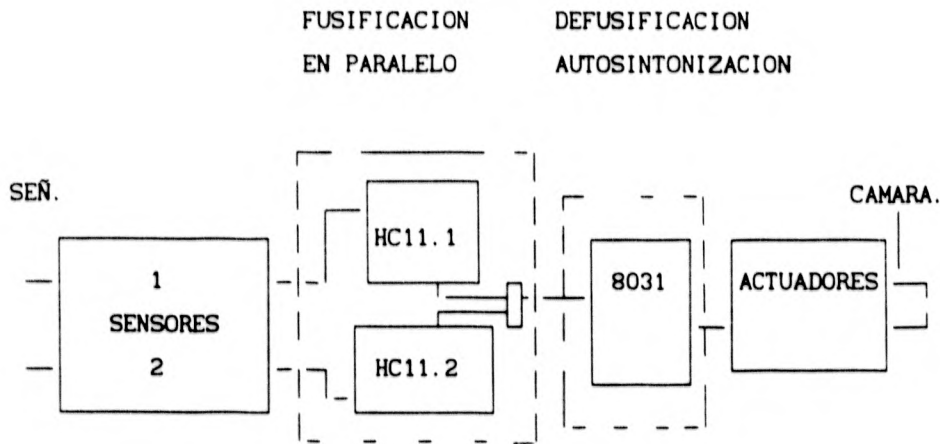 FUSIFICACION
EN PARALELO
DEFUSIFICACION
AUTOSINTONIZACION
SEÑ.
1
SENSORES
2
HC11.1
HC11.2
8031
ACTUADORES
CAMARA.